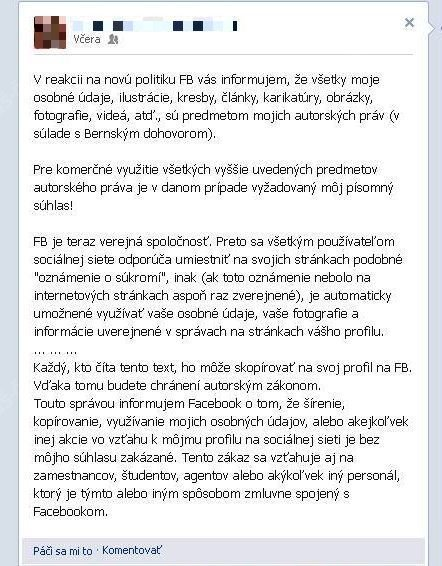 Včera
V reakcii na novú politiku FB vás informujem, že všetky moje
osobné údaje, ilustrácie, kresby, články, karikatúry, obrázky,
fotografie, videá, atď., sú predmetom mojich autorských práv (v
súlade s Bernským dohovorom).
Pre komerčné využitie všetkých vyššie uvedených predmetov
autorského práva je v danom prípade vyžadovaný môj písomný
súhlas!
FB je teraz verejná spoločnosť. Preto sa všetkým používateľom
sociálnej siete odporúča umiestniť na svojich stránkach podobné
"oznámenie o súkromí", inak (ak toto oznámenie nebolo na
internetových stránkach aspoň raz zverejnené), je automaticky
umožnené využívať vaše osobné údaje, vaše fotografie a
informácie uverejnené v správach na stránkach vášho profilu.
... ... ...
Každý, kto číta tento text, ho môže skopírovať na svoj profil na FB.
Vďaka tomu budete chránení autorským zákonom.
Touto správou informujem Facebook o tom, že šírenie,
kopírovanie, využívanie mojich osobných údajov, alebo akejkoľvek
inej akcie vo vzťahu k môjmu profilu na sociálnej sieti je bez
môjho súhlasu zakázané. Tento zákaz sa vzťahuje aj na
zamestnancov, študentov, agentov alebo akýkoľvek iný personál,
ktorý je týmto alebo iným spôsobom zmluvne spojený s
Facebookom.
Páči sa mi to · Komentovať